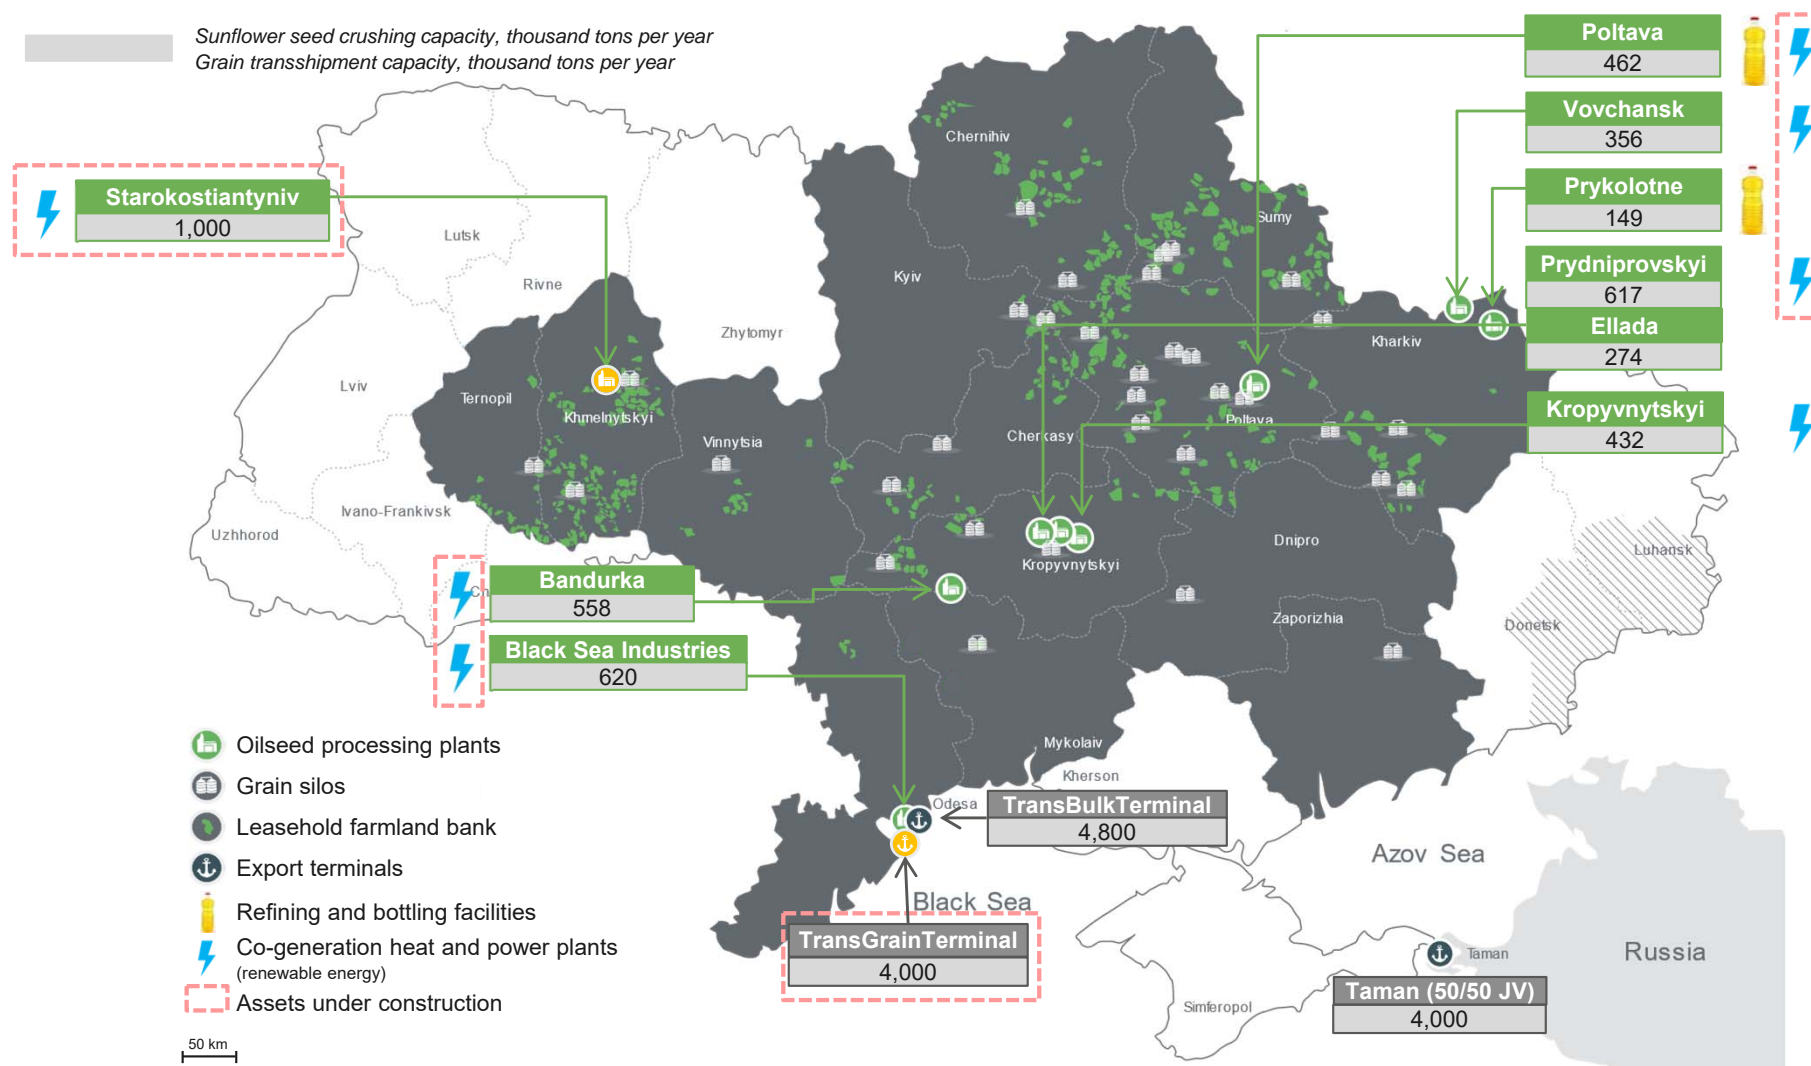 Sunflower seed crushing capacity, thousand tons per year
Grain transshipment capacity, thousand tons per year
Poltava
462
Vovchansk
356
Prykolotne
149
Prydniprovskyi
617
Ellada
274
Kropyvnytskyi
432
Starokostiantyniv
1,000
Chernihiv
Sumy
Lutsk
Rivne
Kyiv
Zhytomyr
Kharkiv
Lviv
Ternopil
Khmelnytskyi
Vinnytsia
Cherkasy
Poltava
Ivano-Frankivsk
Uzhhorod
Dnipro
Luhansk
Kropyvnytskyi
Ch
Bandurka
558
Zaporizhia
Donetsk
Black Sea Industries
620
Mykolaiv
Kherson
Odesa
TransBulkTerminal
4,800
Azov Sea
Black Sea
TransGrainTerminal
4,000
Taman
Russia
Taman (50/50 JV)
4,000
Simferopol
Oilseed processing plants
Grain silos
Leasehold farmland bank
Export terminals
Refining and bottling facilities
Co-generation heat and power plants
(renewable energy)
Assets under construction
50 km